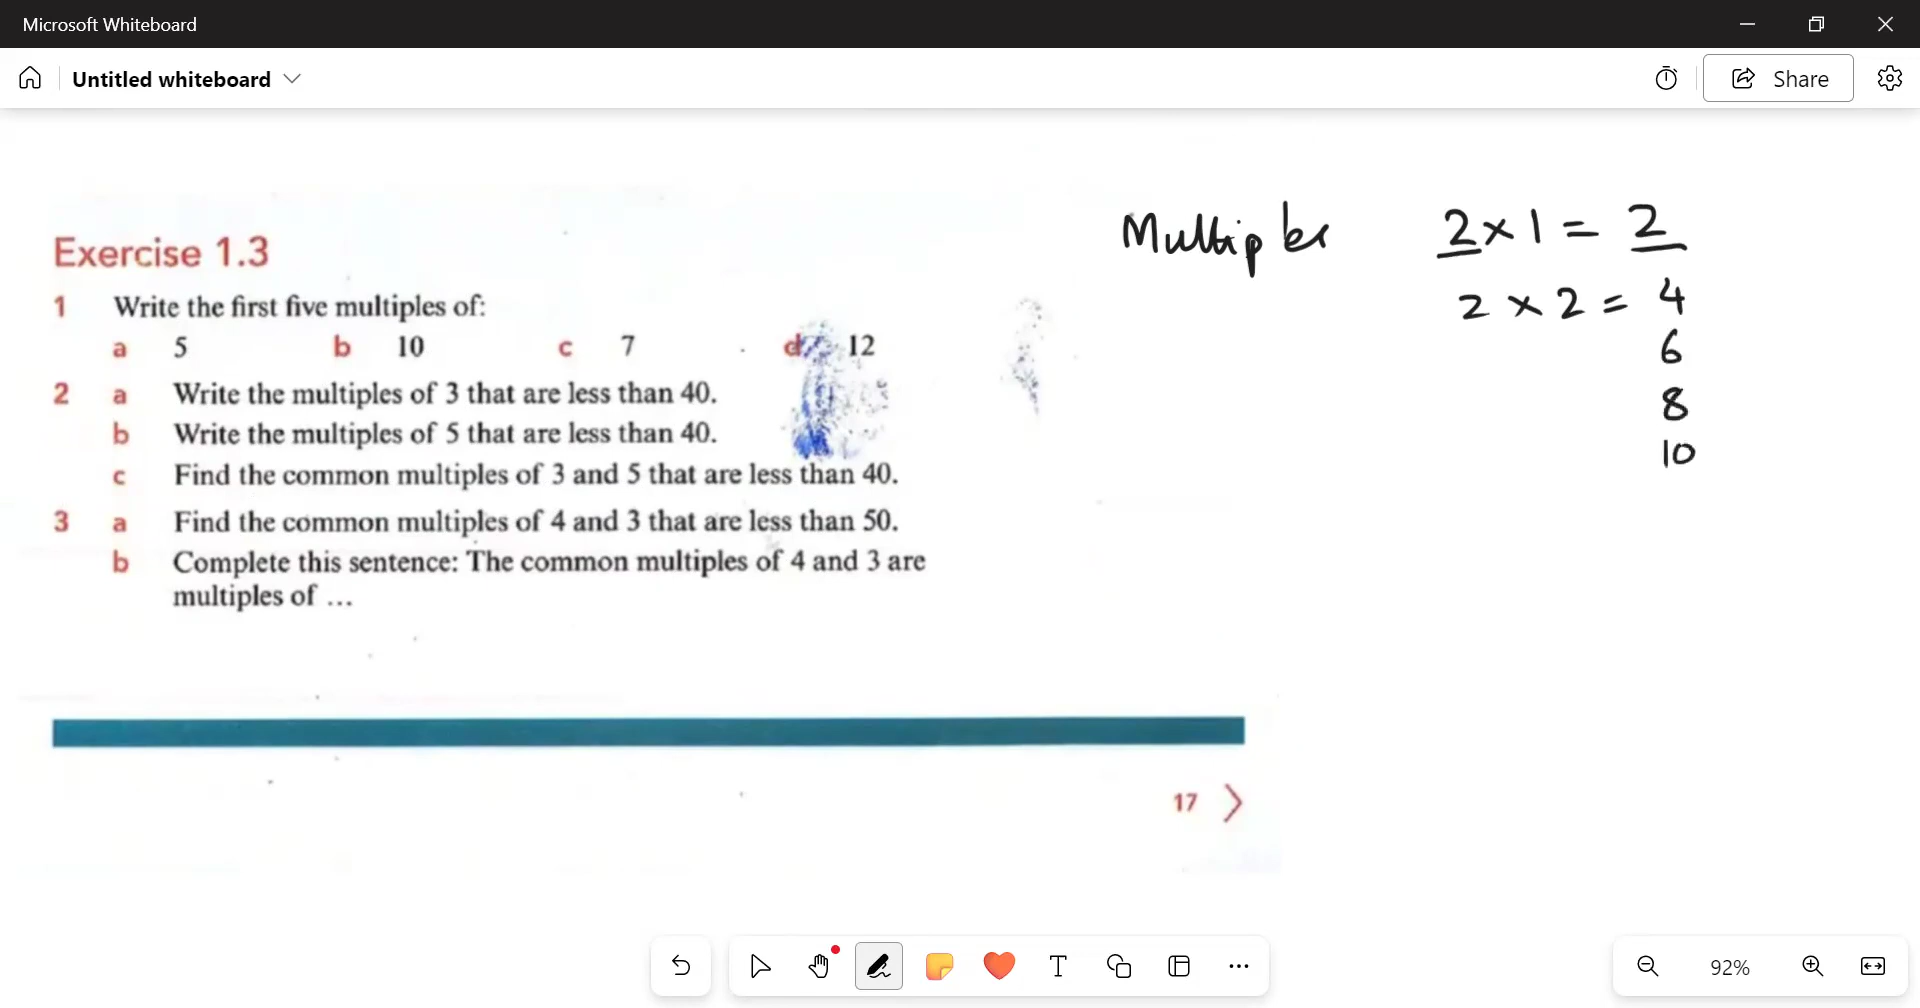 Microsoft Whiteboard
Untitled whiteboard
Share
Exercise 1.3
1 Write the first five multiples of:
a 5 b 10 c 7 d 12
2 a Write the multiples of 3 that are less than 40.
b Write the multiples of 5 that are less than 40.
c Find the common multiples of 3 and 5 that are less than 40.
3 a Find the common multiples of 4 and 3 that are less than 50.
b Complete this sentence: The common multiples of 4 and 3 are
multiples of ...
17
Multiples 2 x 1 = 2
2 x 2 = 4
6
8
10
92%